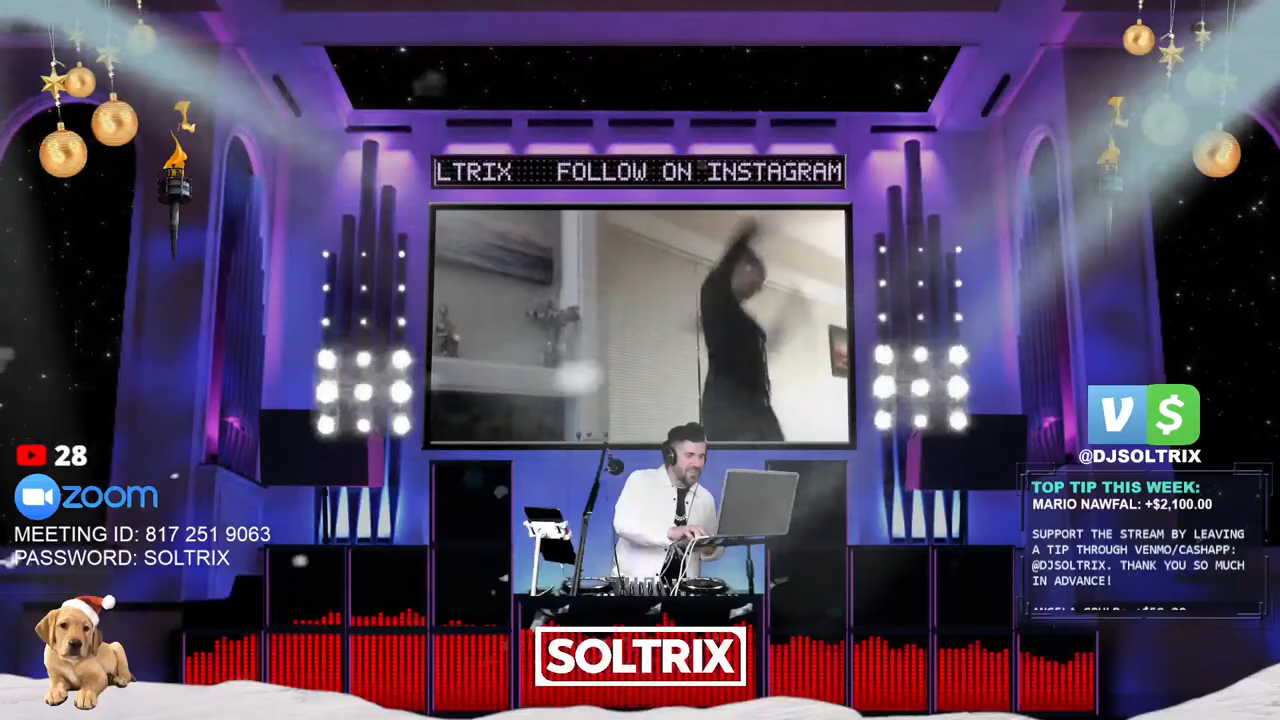 LTRIX FOLLOW ON INSTAGRAM
28
zoom
MEETING ID: 817 251 9063
PASSWORD: SOLTRIX
V $
@DJSOLTRIX
TOP TIP THIS WEEK:
MARIO NAWFAL: +$2,100.00
SUPPORT THE STREAM BY LEAVING
A TIP THROUGH VENMO/CASHAPP:
@DJSOLTRIX. THANK YOU SO MUCH
IN ADVANCE!
SOLTRIX